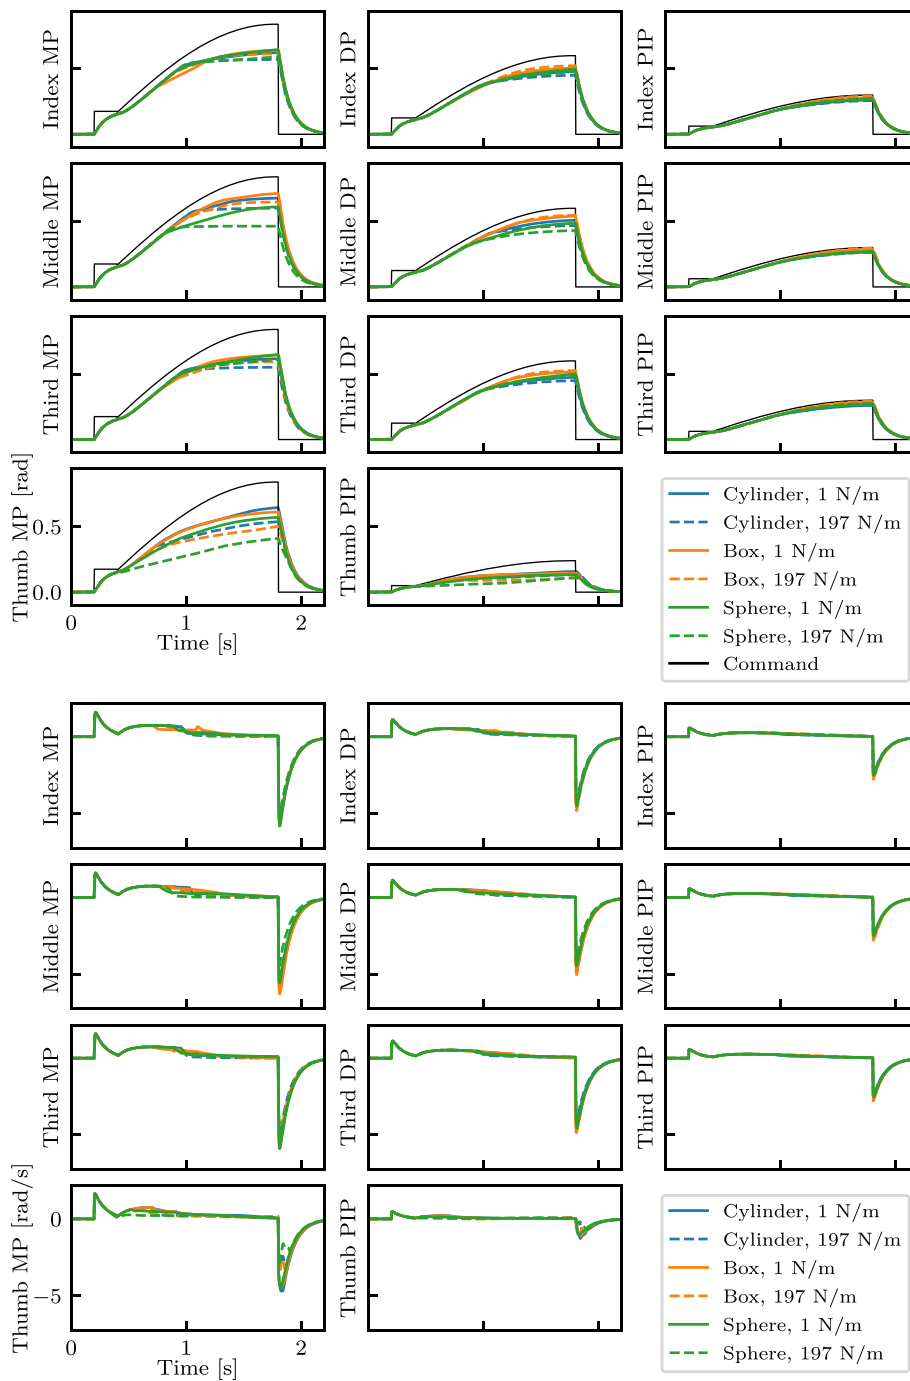 Index MP
Index DP
Index PIP
Middle MP
Middle DP
Middle PIP
Third MP
Third DP
Third PIP
Thumb MP [rad]
0.5
0.0
0
1
2
Time [s]
Thumb PIP
Cylinder, 1 N/m
Cylinder, 197 N/m
Box, 1 N/m
Box, 197 N/m
Sphere, 1 N/m
Sphere, 197 N/m
Command
Index MP
Index DP
Index PIP
Middle MP
Middle DP
Middle PIP
Third MP
Third DP
Third PIP
Thumb MP [rad/s]
0
−5
0
1
2
Time [s]
Thumb PIP
Cylinder, 1 N/m
Cylinder, 197 N/m
Box, 1 N/m
Box, 197 N/m
Sphere, 1 N/m
Sphere, 197 N/m